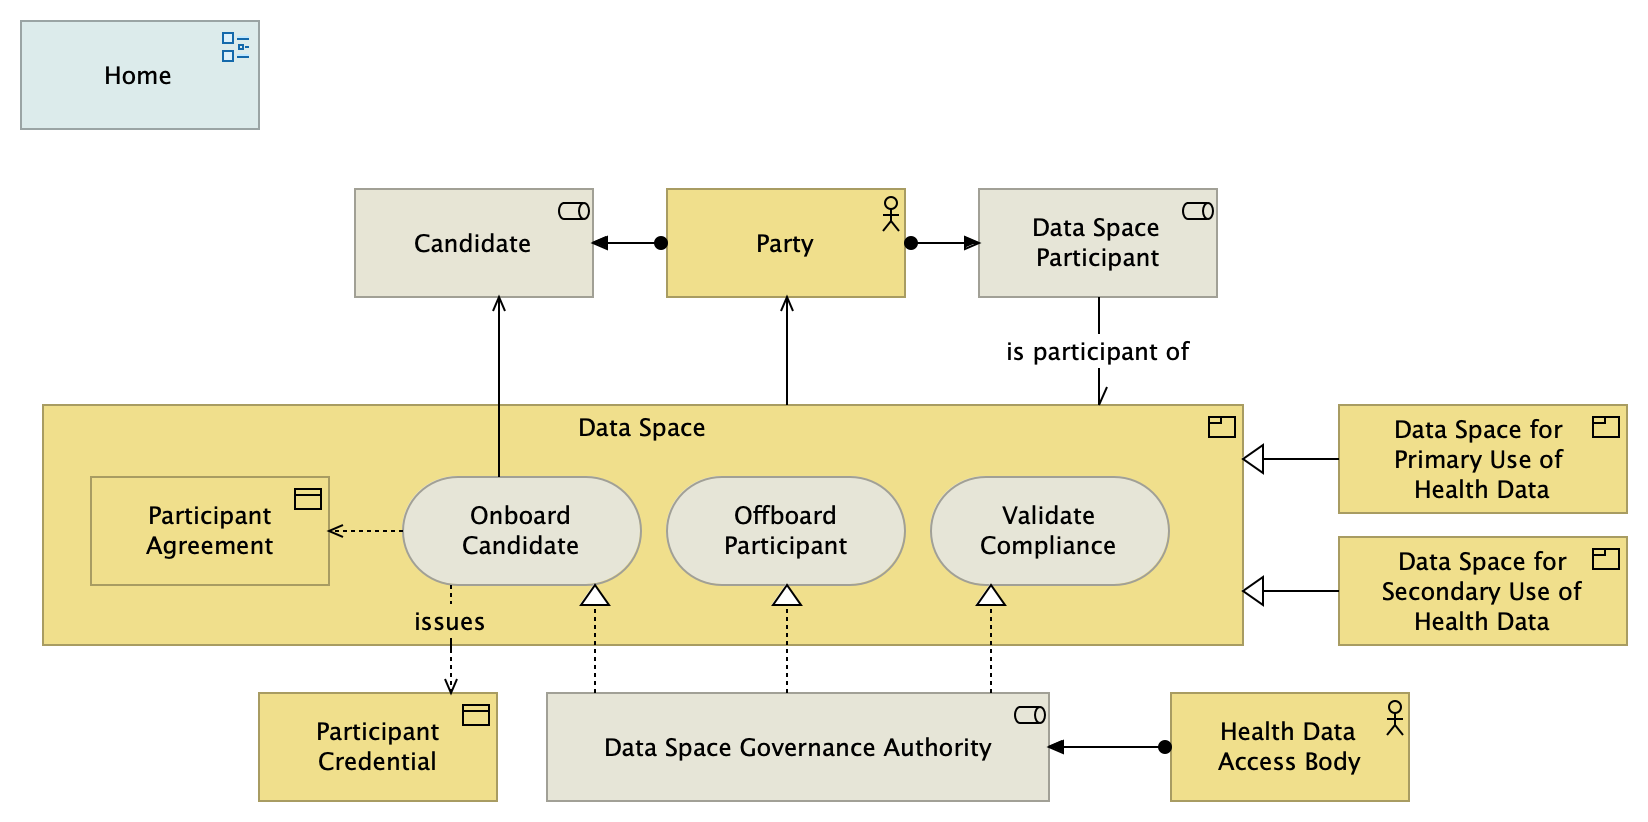 Home
Candidate
Party
Data Space
Participant
is participant of
Data Space
Data Space for
Primary Use of
Health Data
Participant
Agreement
Onboard
Candidate
Offboard
Participant
Validate
Compliance
Data Space for
Secondary Use of
Health Data
issues
Participant
Credential
Data Space Governance Authority
Health Data
Access Body